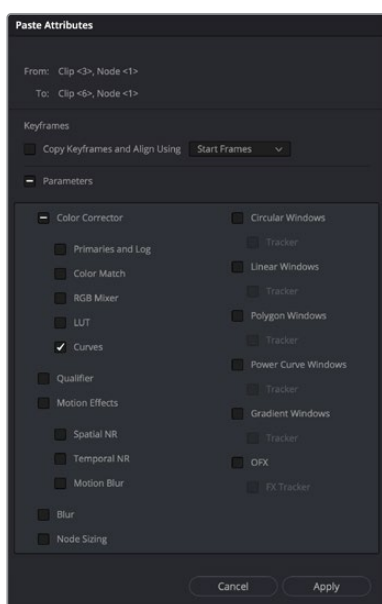 Paste Attributes
From: Clip <3>, Node <1>
To: Clip <6>, Node <1>
Keyframes
Copy Keyframes and Align Using Start Frames
Parameters
Color Corrector
Primaries and Log
Color Match
RGB Mixer
LUT
Curves
Qualifier
Motion Effects
Spatial NR
Temporal NR
Motion Blur
Blur
Node Sizing
Circular Windows
Tracker
Linear Windows
Tracker
Polygon Windows
Tracker
Power Curve Windows
Tracker
Gradient Windows
Tracker
OFX
FX Tracker
Cancel Apply